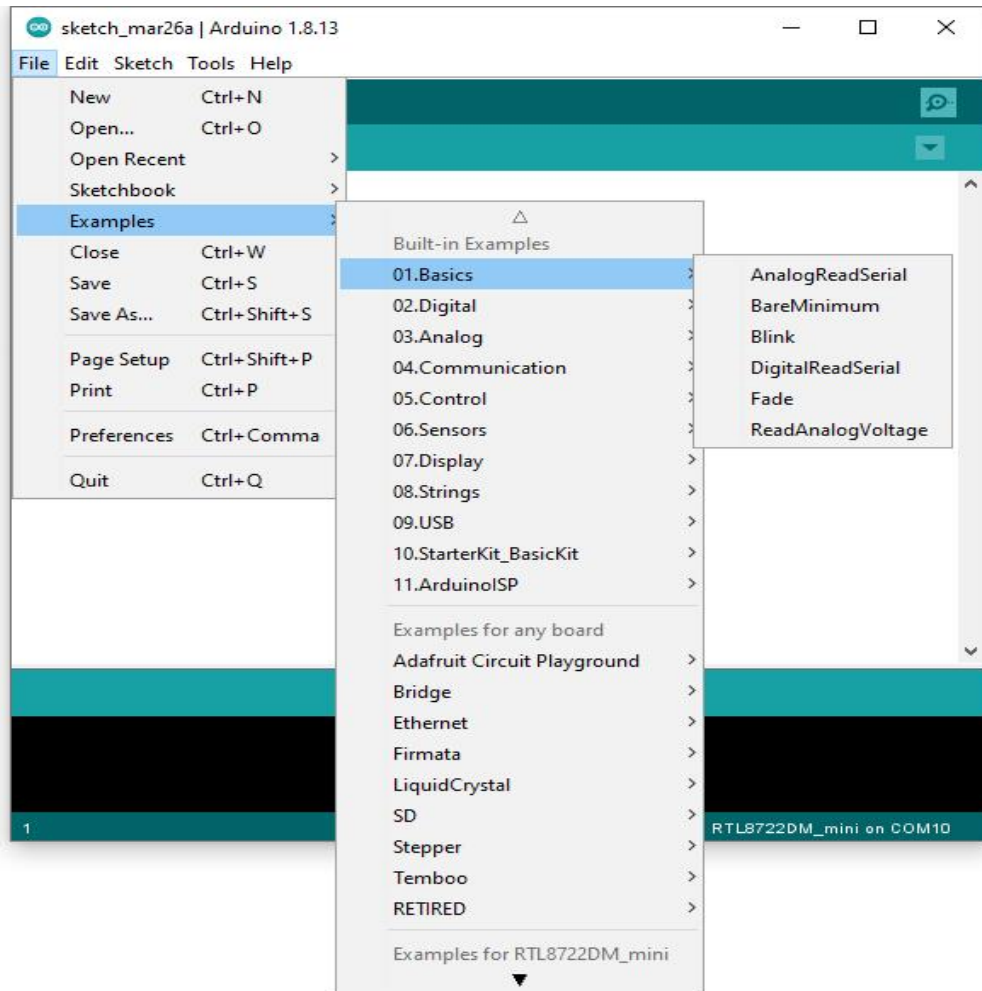 sketch_mar26a | Arduino 1.8.13
File Edit Sketch Tools Help
New Ctrl+N
Open... Ctrl+O
Open Recent
Sketchbook
Examples
Close Ctrl+W
Save Ctrl+S
Save As... Ctrl+Shift+S
Page Setup Ctrl+Shift+P
Print Ctrl+P
Preferences Ctrl+Comma
Quit Ctrl+Q
Built-in Examples
01.Basics
02.Digital
03.Analog
04.Communication
05.Control
06.Sensors
07.Display
08.Strings
09.USB
10.StarterKit_BasicKit
11.ArduinoISP
Examples for any board
Adafruit Circuit Playground
Bridge
Ethernet
Firmata
LiquidCrystal
SD
Stepper
Temboo
RETIRED
Examples for RTL8722DM_mini
AnalogReadSerial
BareMinimum
Blink
DigitalReadSerial
Fade
ReadAnalogVoltage
1
RTL8722DM_mini on COM10